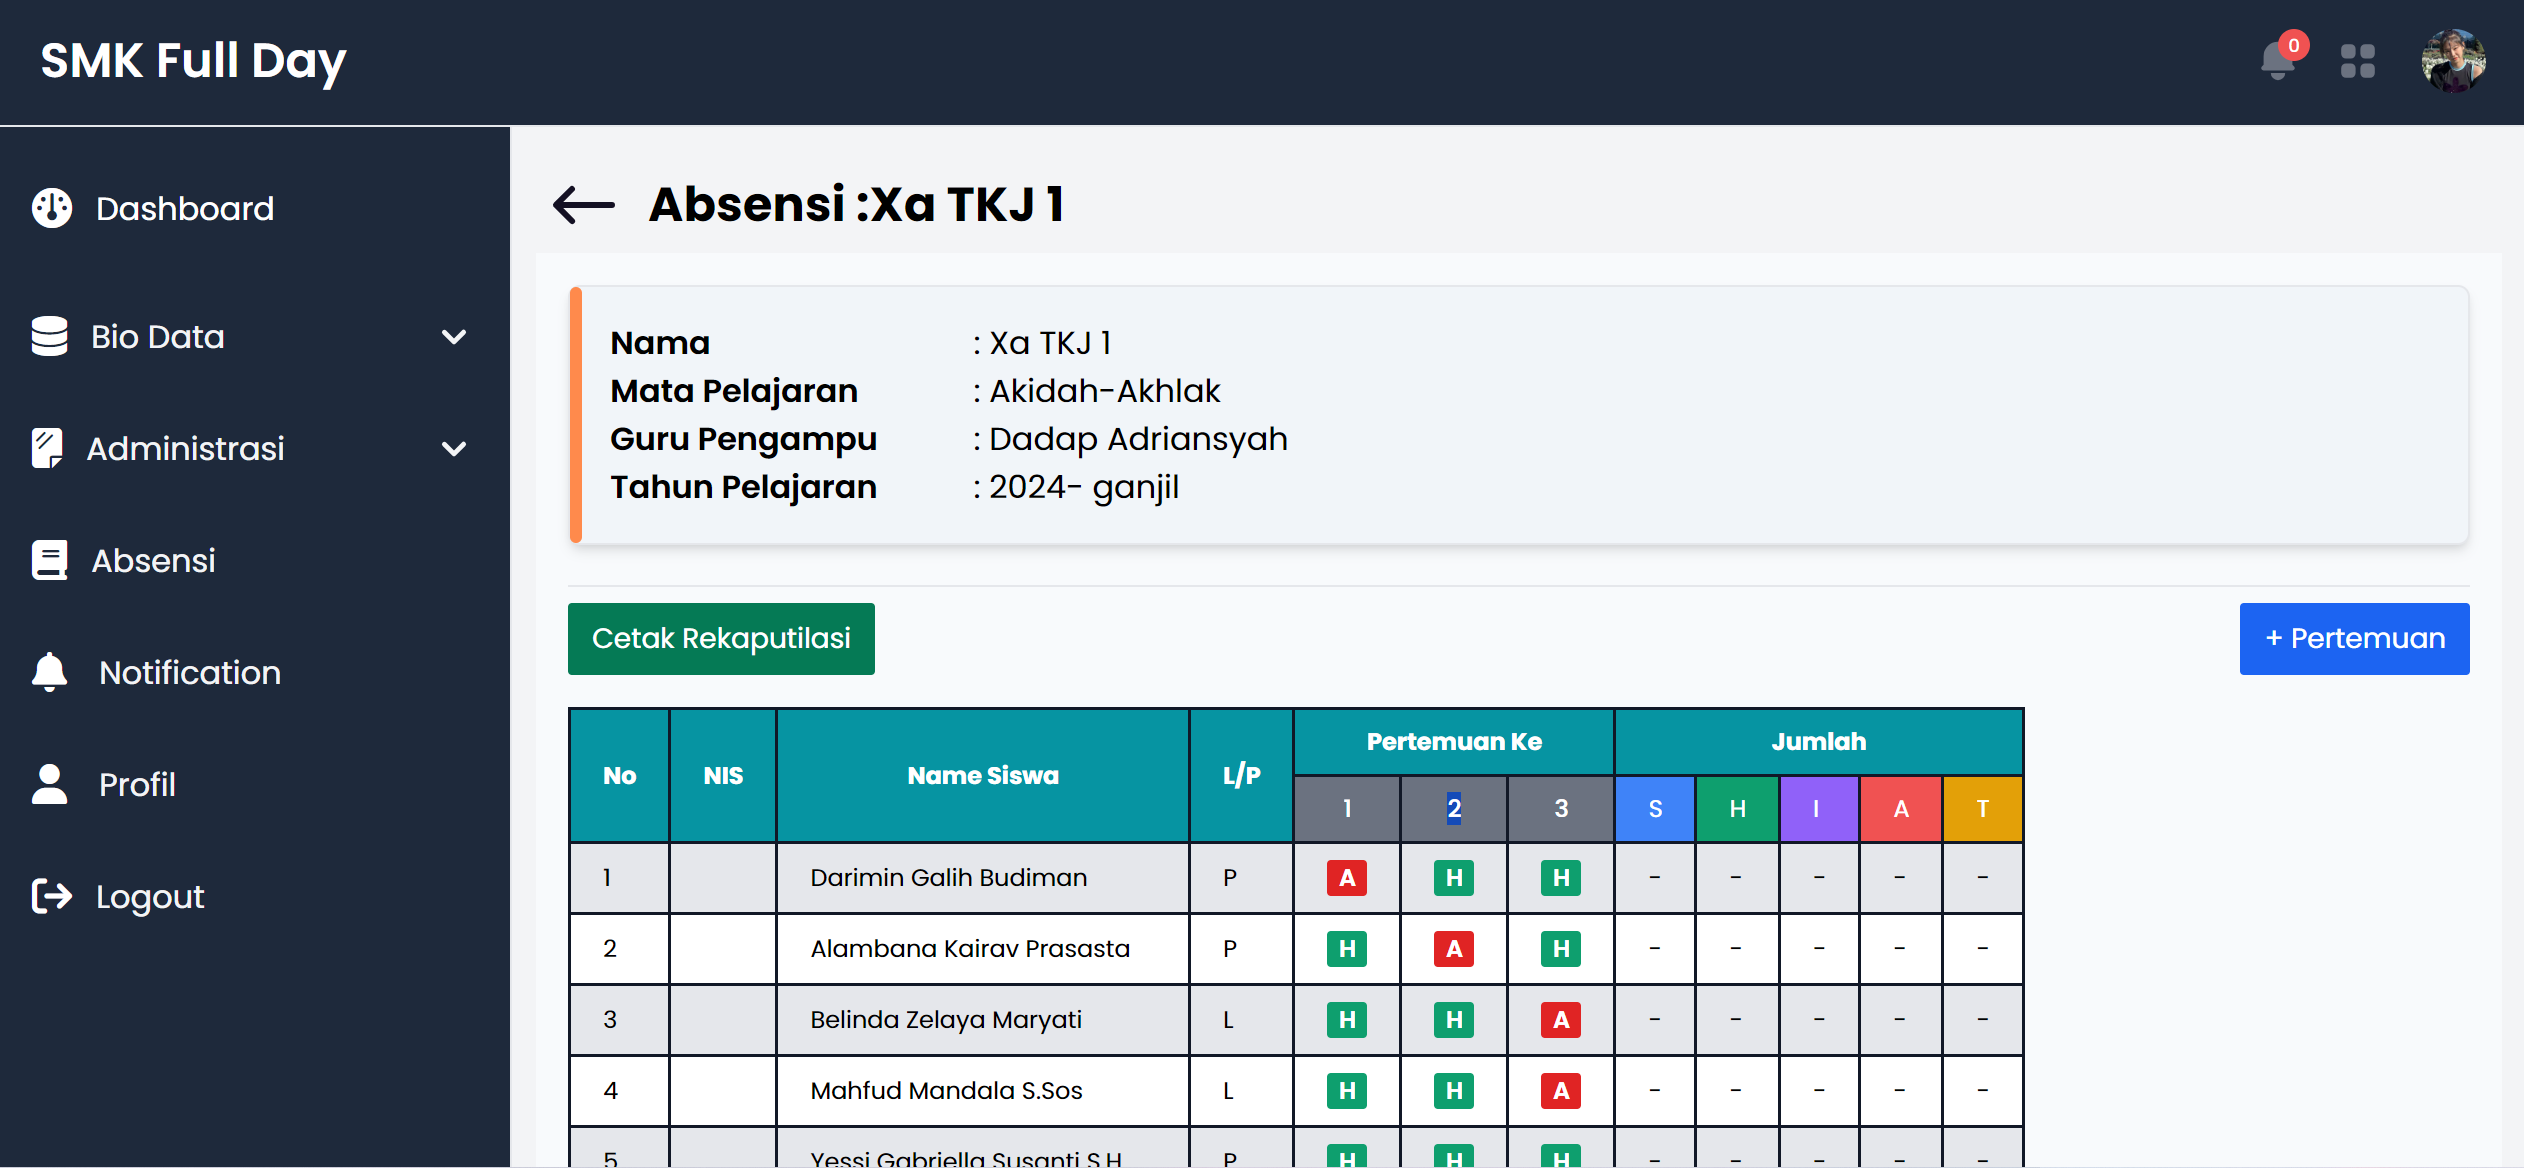 SMK Full Day
0
Dashboard
Bio Data
Administrasi
Absensi
Notification
Profil
Logout
Absensi :Xa TKJ 1
Nama : Xa TKJ 1
Mata Pelajaran : Akidah-Akhlak
Guru Pengampu : Dadap Adriansyah
Tahun Pelajaran : 2024- ganjil
Cetak Rekaputilasi
+ Pertemuan
No NIS Name Siswa L/P Pertemuan Ke Jumlah
1 2 3 S H I A T
1 Darimin Galih Budiman P A H H - - - - -
2 Alambana Kairav Prasasta P H A H - - - - -
3 Belinda Zelaya Maryati L H H A - - - - -
4 Mahfud Mandala S.Sos L H H A - - - - -
5 Yessi Gabriella Susanti S.H P H H H - - - - -